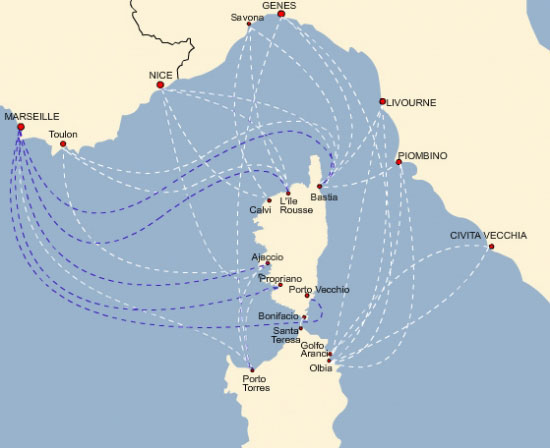 GENES
Savona
NICE
LIVOURNE
MARSEILLE
Toulon
PIOMBINO
Bastia
L'île
Rousse
Calvi
CIVITA VECCHIA
Ajaccio
Propriano
Porto Vecchio
Bonifacio
Santa
Teresa
Golfo
Aranci
Olbia
Porto
Torres